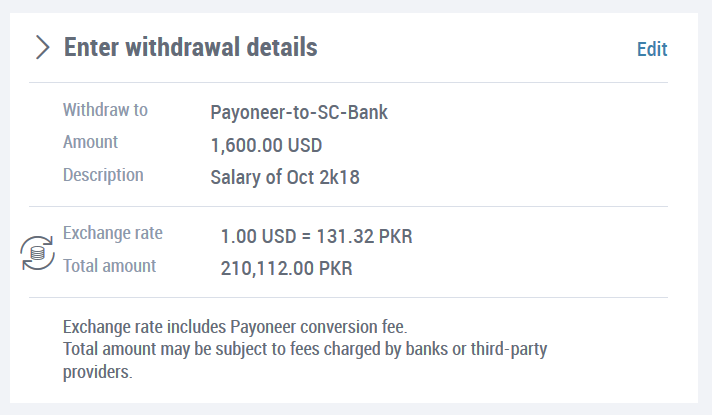 Enter withdrawal details
Edit
Withdraw to Payoneer-to-SC-Bank
Amount 1,600.00 USD
Description Salary of Oct 2k18
Exchange rate 1.00 USD = 131.32 PKR
Total amount 210,112.00 PKR
Exchange rate includes Payoneer conversion fee.
Total amount may be subject to fees charged by banks or third-party
providers.